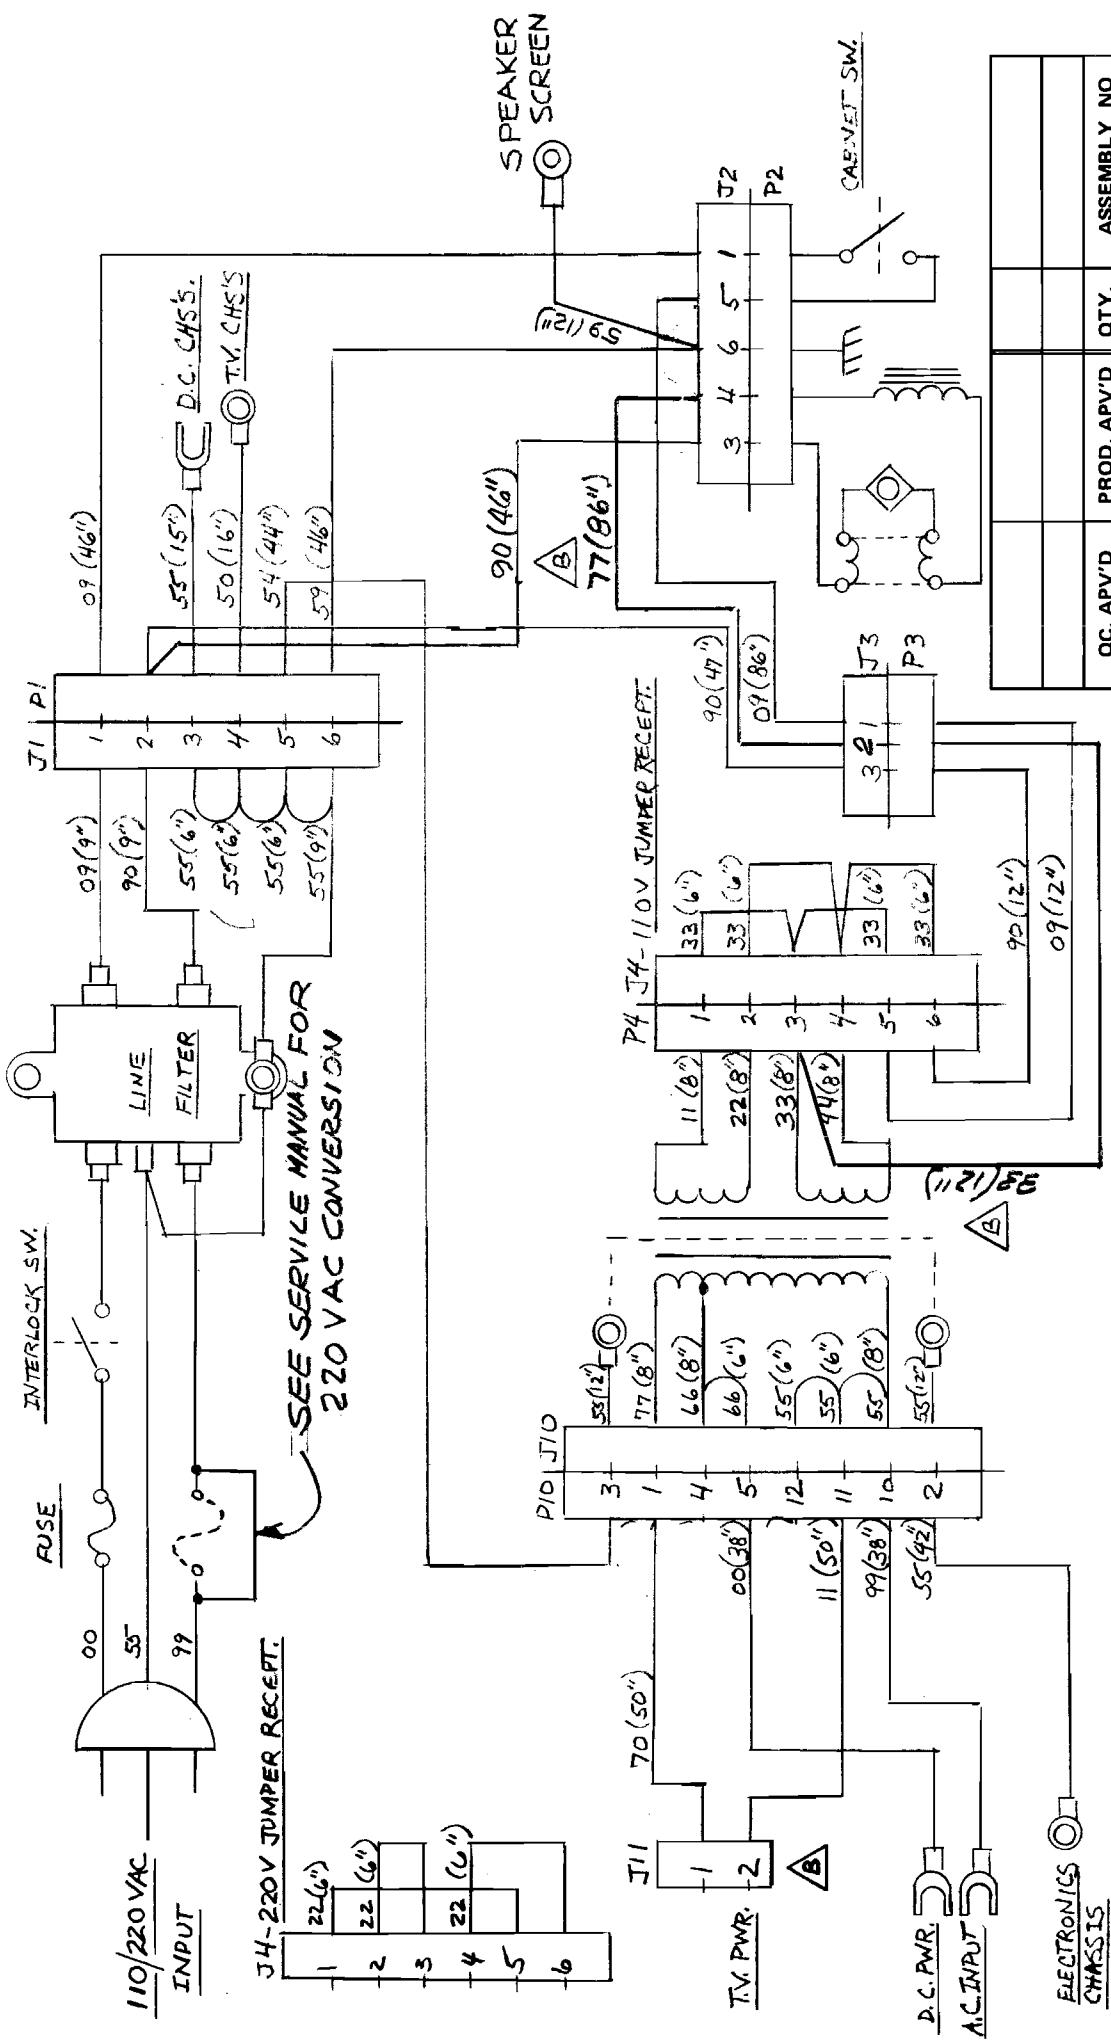 110/220 VAC
INPUT
00
55
99
FUSE
INTERLOCK SW.
LINE
FILTER
SEE SERVICE MANUAL FOR
220 VAC CONVERSION
09(9")
90(9")
55(6")
55(6")
55(6")
55(9")
J1 P1
1
2
3
4
5
6
09(46")
55(15")
50(16")
54(44")
59(46")
D.C. CHS'S.
T.V. CHS'S
SPEAKER
SCREEN
59(12")
90(46")
B
77(86")
90(47")
09(86")
J2
P2
3
4
6
5
1
CABINET SW.
J3
P3
3
2
1
J4-220V JUMPER RECEPT.
22(6")
22(6")
22(6")
1
2
3
4
5
6
P4 J4-110V JUMPER RECEPT.
11(8")
22(8")
33(8")
44(8")
1
2
3
4
5
6
33(6")
33(6")
33(6")
33(6")
90(12")
09(12")
33(12")
B
P10 J10
3
1
4
5
12
11
10
2
55(12")
77(8")
66(8")
66(6")
55(6")
55(6")
55(8")
55(12")
70(50")
00(38")
11(50")
99(38")
55(42")
J11
1
2
B
T.V. PWR.
D.C. PWR.
A.C. INPUT
ELECTRONICS
CHASSIS
QC. APV'D PROD. APV'D QTY. ASSEMBLY NO